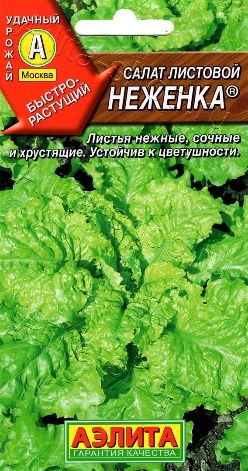 УДАЧНЫЙ
УРОЖАЙ
А
Москва
БЫСТРО-
РАСТУЩИЙ
САЛАТ ЛИСТОВОЙ
НЕЖЕНКА®
Листья нежные, сочные
и хрустящие. Устойчив к цветушности.
АЭЛИТА
ГАРАНТИЯ КАЧЕСТВА